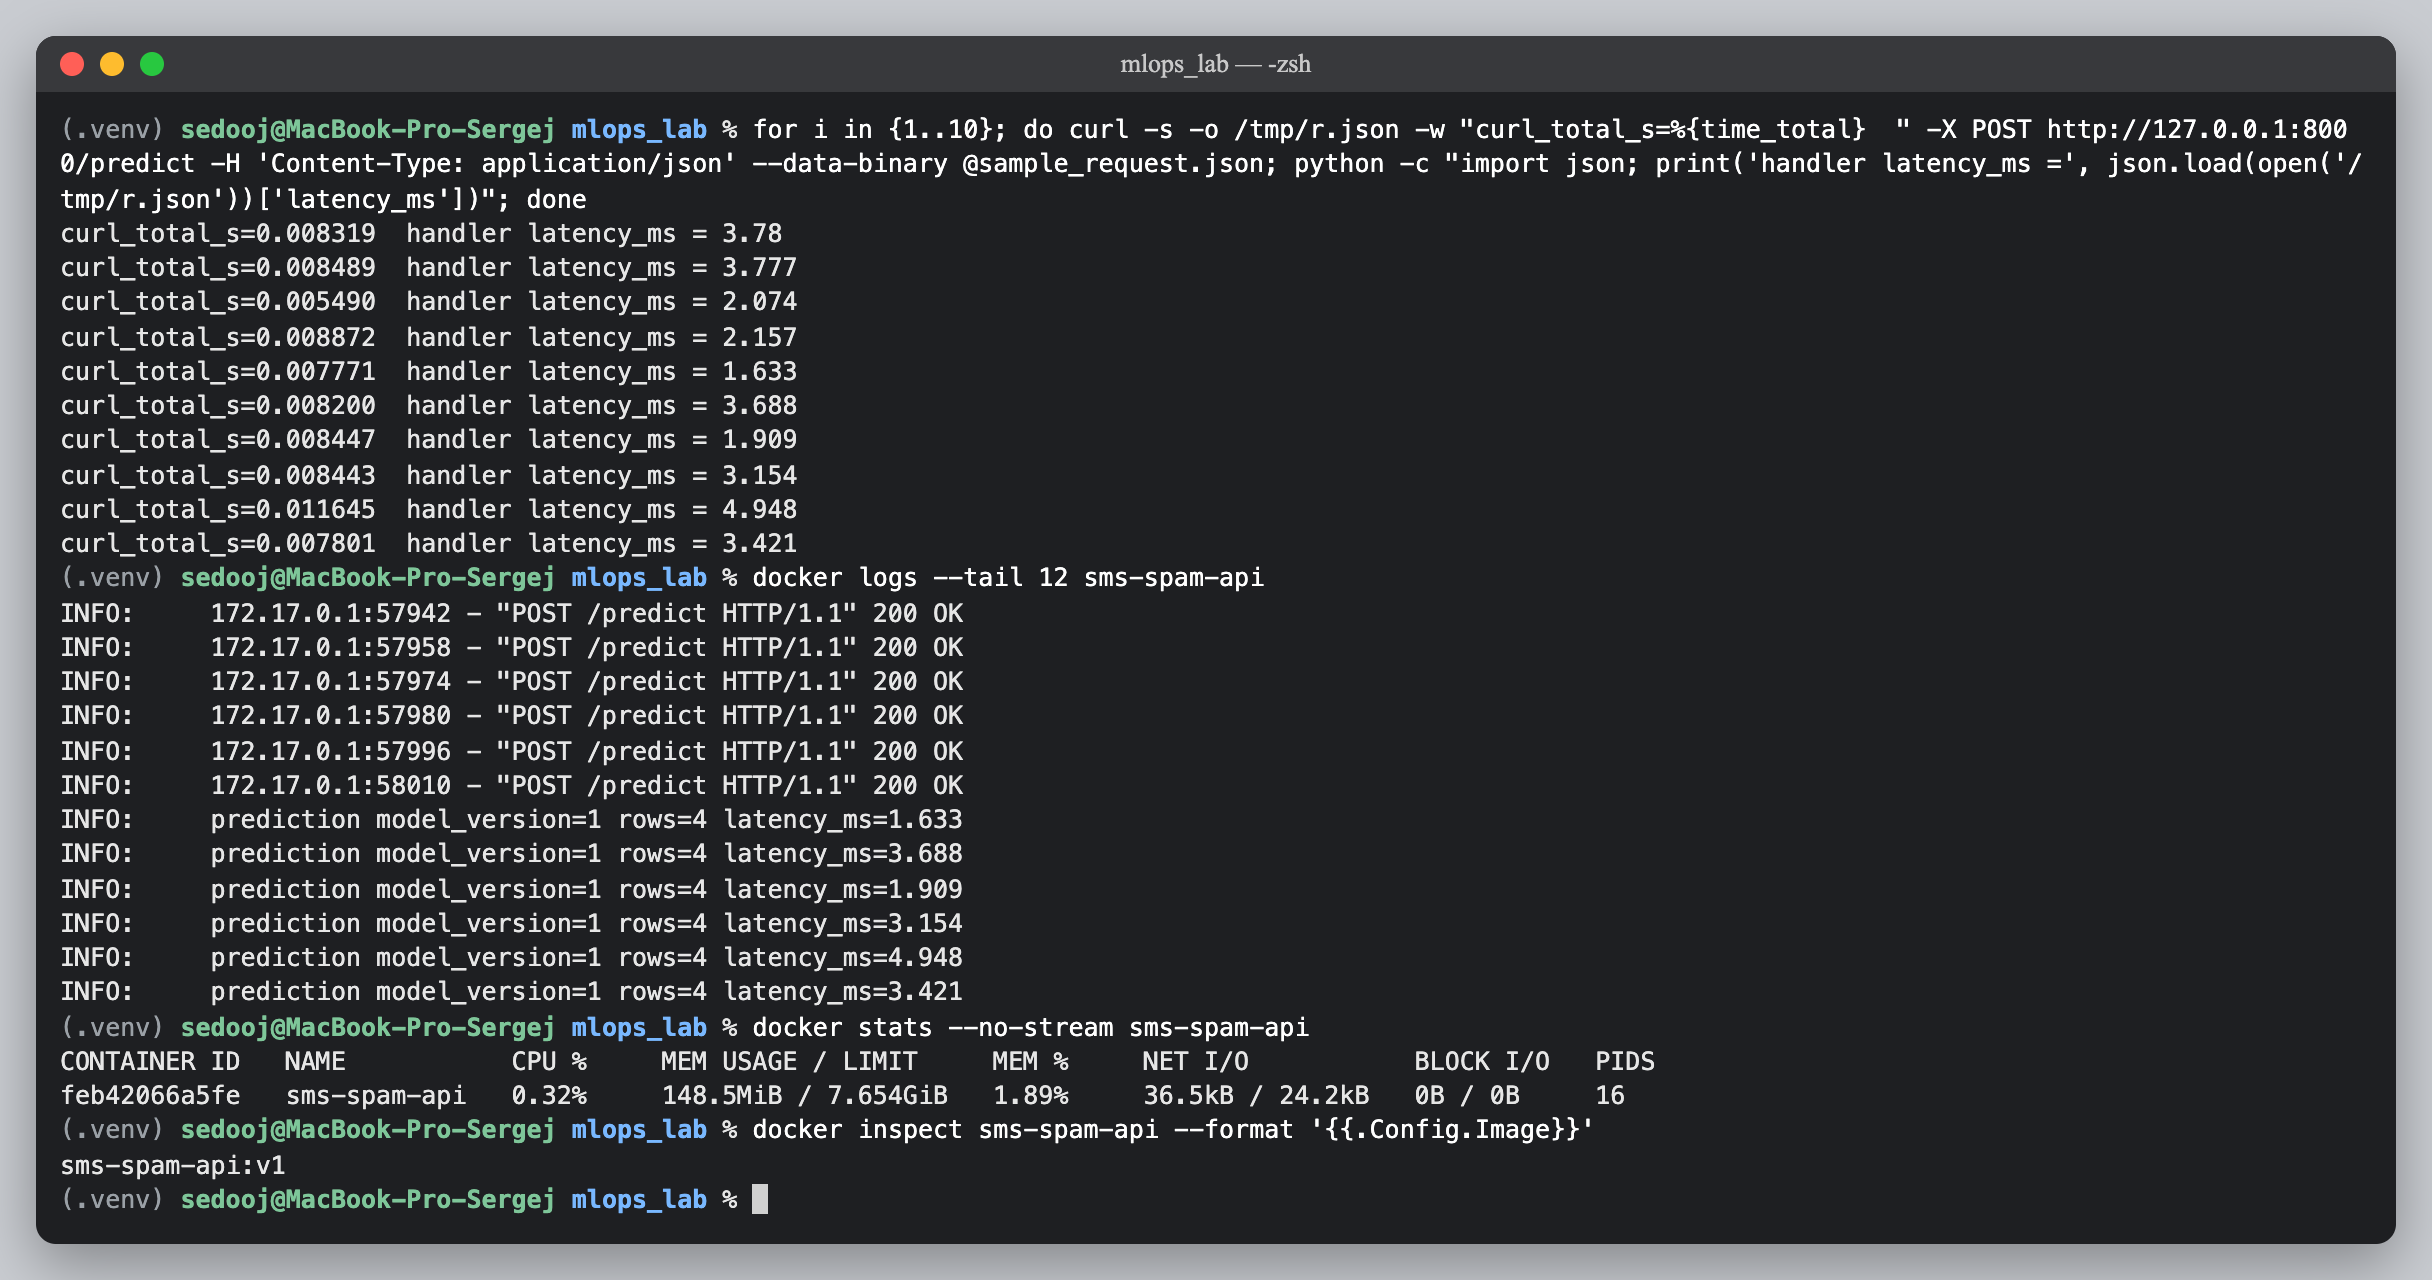 mlops_lab — -zsh
(.venv) sedooj@MacBook-Pro-Sergej mlops_lab % for i in {1..10}; do curl -s -o /tmp/r.json -w "curl_total_s=%{time_total}  " -X POST http://127.0.0.1:800
0/predict -H 'Content-Type: application/json' --data-binary @sample_request.json; python -c "import json; print('handler latency_ms =', json.load(open('/
tmp/r.json'))['latency_ms'])"; done
curl_total_s=0.008319  handler latency_ms = 3.78
curl_total_s=0.008489  handler latency_ms = 3.777
curl_total_s=0.005490  handler latency_ms = 2.074
curl_total_s=0.008872  handler latency_ms = 2.157
curl_total_s=0.007771  handler latency_ms = 1.633
curl_total_s=0.008200  handler latency_ms = 3.688
curl_total_s=0.008447  handler latency_ms = 1.909
curl_total_s=0.008443  handler latency_ms = 3.154
curl_total_s=0.011645  handler latency_ms = 4.948
curl_total_s=0.007801  handler latency_ms = 3.421
(.venv) sedooj@MacBook-Pro-Sergej mlops_lab % docker logs --tail 12 sms-spam-api
INFO:     172.17.0.1:57942 - "POST /predict HTTP/1.1" 200 OK
INFO:     172.17.0.1:57958 - "POST /predict HTTP/1.1" 200 OK
INFO:     172.17.0.1:57974 - "POST /predict HTTP/1.1" 200 OK
INFO:     172.17.0.1:57980 - "POST /predict HTTP/1.1" 200 OK
INFO:     172.17.0.1:57996 - "POST /predict HTTP/1.1" 200 OK
INFO:     172.17.0.1:58010 - "POST /predict HTTP/1.1" 200 OK
INFO:     prediction model_version=1 rows=4 latency_ms=1.633
INFO:     prediction model_version=1 rows=4 latency_ms=3.688
INFO:     prediction model_version=1 rows=4 latency_ms=1.909
INFO:     prediction model_version=1 rows=4 latency_ms=3.154
INFO:     prediction model_version=1 rows=4 latency_ms=4.948
INFO:     prediction model_version=1 rows=4 latency_ms=3.421
(.venv) sedooj@MacBook-Pro-Sergej mlops_lab % docker stats --no-stream sms-spam-api
CONTAINER ID   NAME           CPU %     MEM USAGE / LIMIT     MEM %     NET I/O           BLOCK I/O   PIDS
feb42066a5fe   sms-spam-api   0.32%     148.5MiB / 7.654GiB   1.89%     36.5kB / 24.2kB   0B / 0B     16
(.venv) sedooj@MacBook-Pro-Sergej mlops_lab % docker inspect sms-spam-api --format '{{.Config.Image}}'
sms-spam-api:v1
(.venv) sedooj@MacBook-Pro-Sergej mlops_lab %